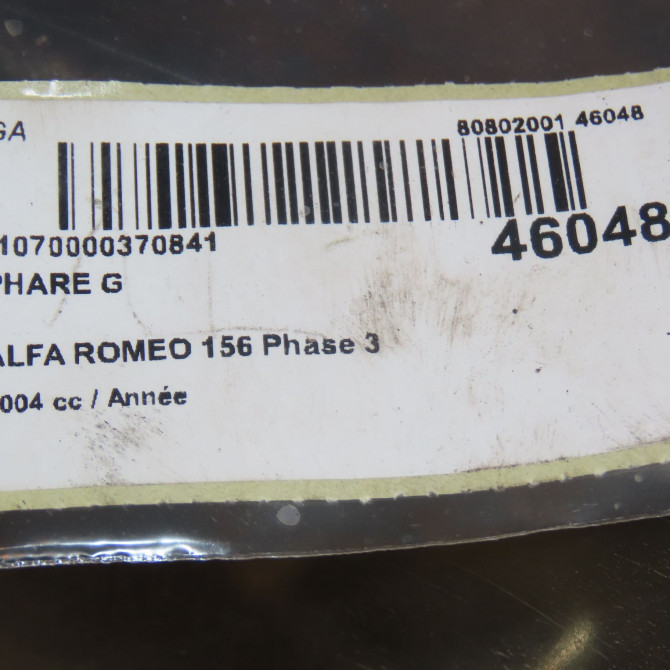 GA
80802001 46048
1070000370841
46048
PHARE G
ALFA ROMEO 156 Phase 3
004 cc / Année